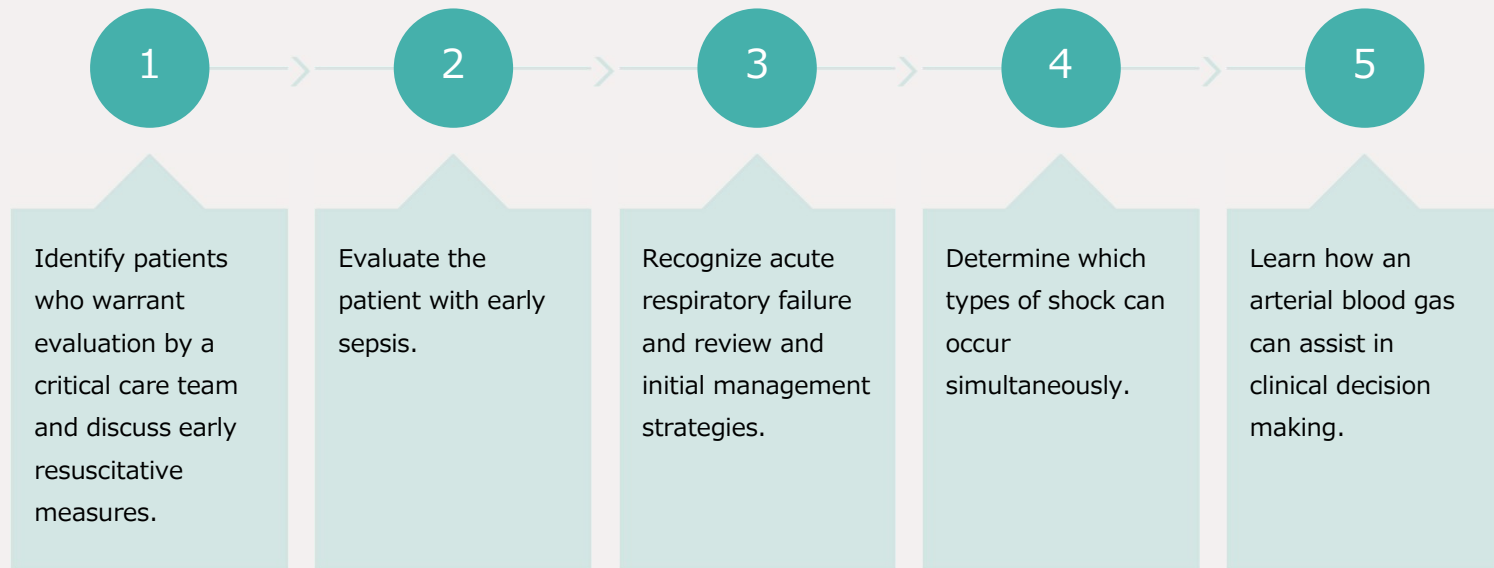 1
2
3
4
5
Identify patients
who warrant
evaluation by a
critical care team
and discuss early
resuscitative
measures.
Evaluate the
patient with early
sepsis.
Recognize acute
respiratory failure
and review and
initial management
strategies.
Determine which
types of shock can
occur
simultaneously.
Learn how an
arterial blood gas
can assist in
clinical decision
making.